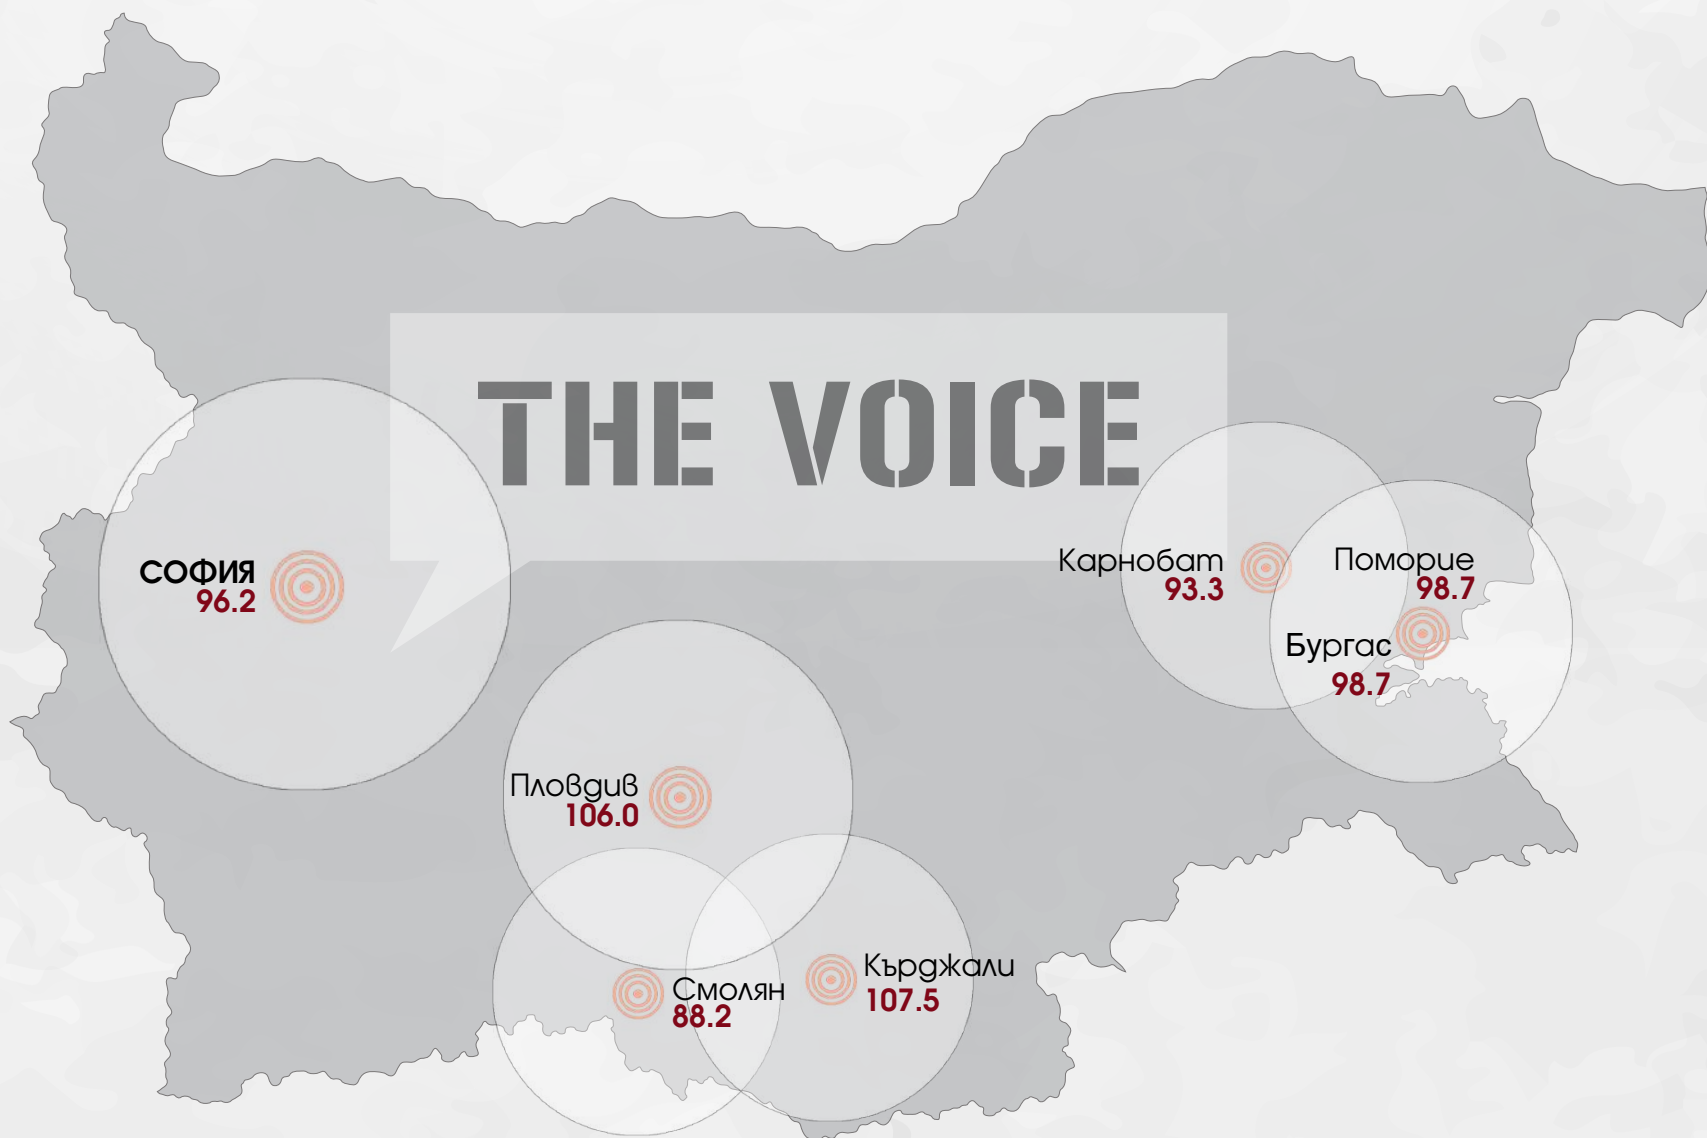 THE VOICE
СОФИЯ
96.2
Карнобат
93.3
Поморие
98.7
Бургас
98.7
Пловдив
106.0
Смолян
88.2
Кърджали
107.5